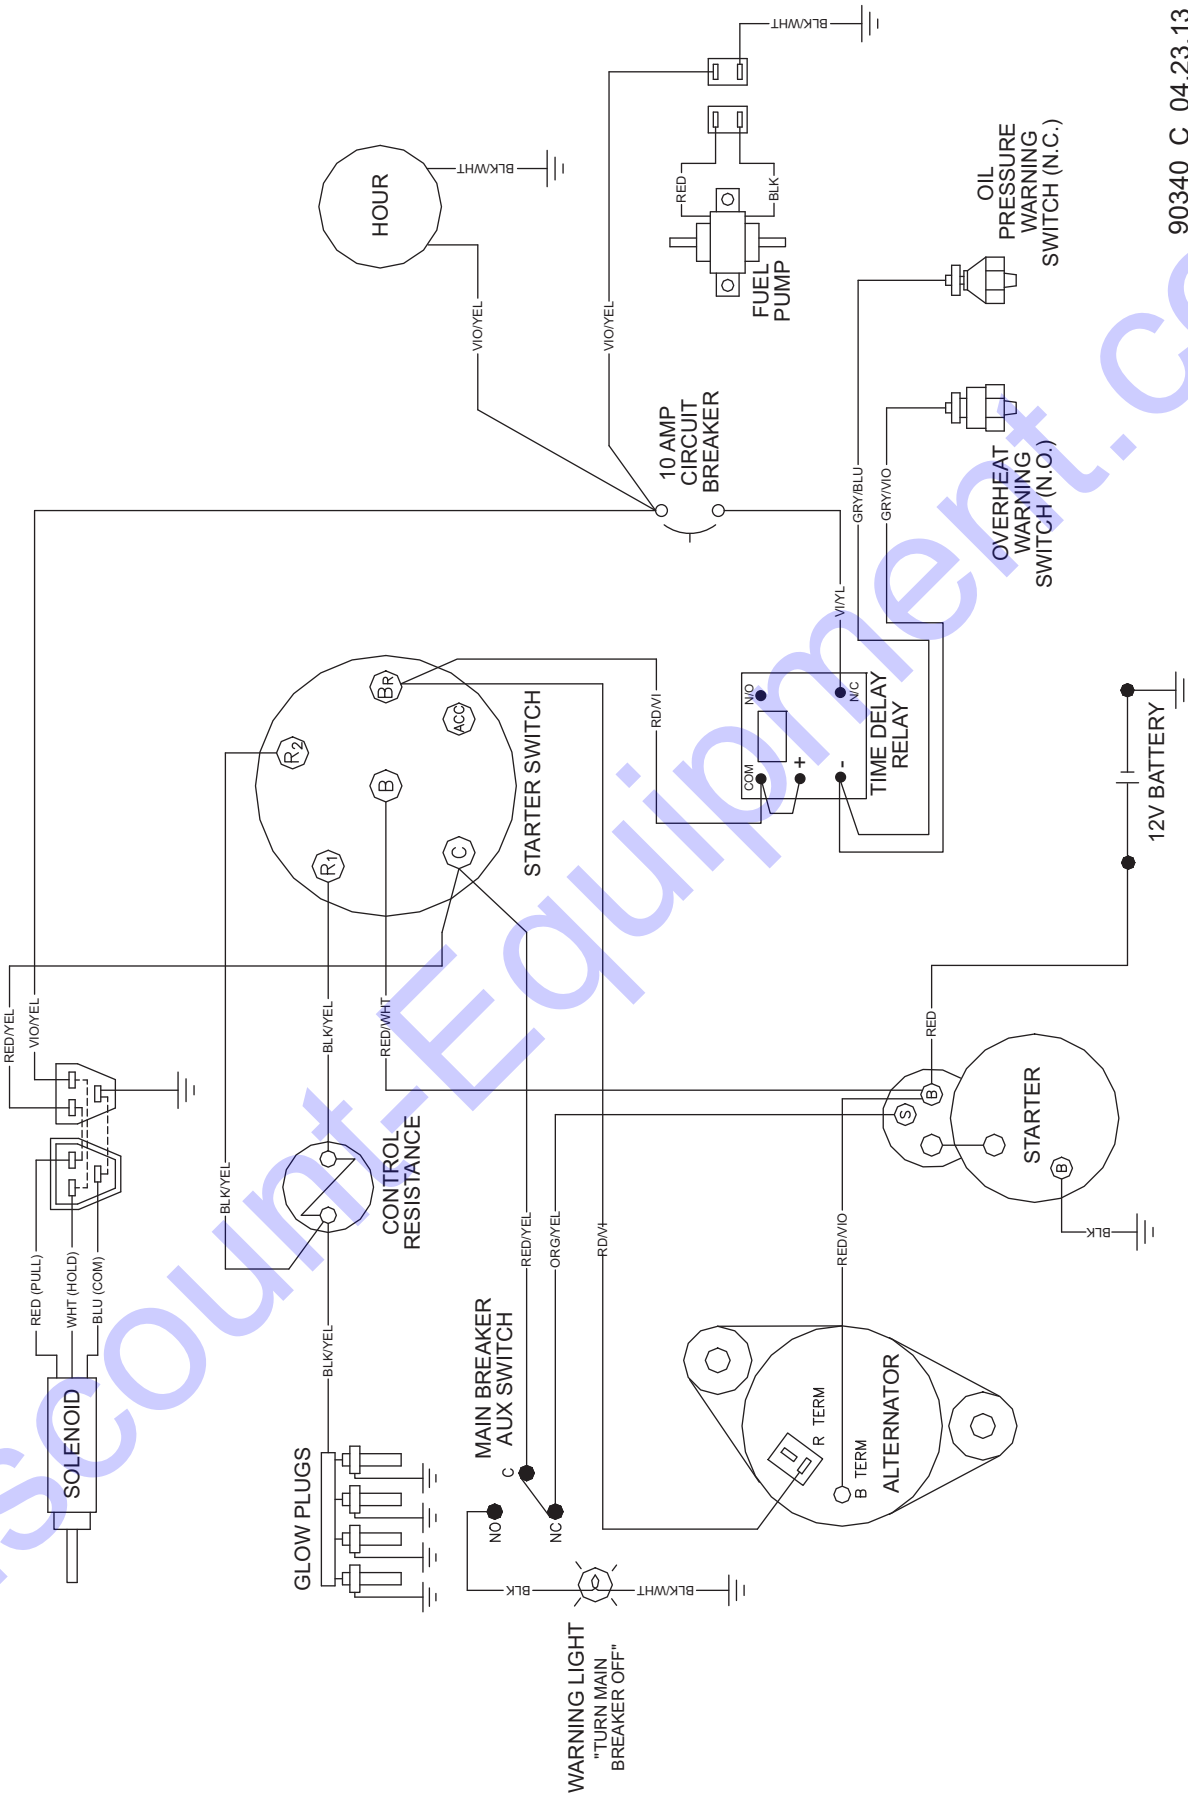 RED/YEL
VIO/YEL
RED (PULL)
WHT (HOLD)
BLU (COM)
SOLENOID
BLK/YEL
BLK/YEL
BLK/YEL
CONTROL
RESISTANCE
GLOW PLUGS
R1
R2
B
BR
ACC
C
STARTER SWITCH
RED/WHT
RED/YEL
ORG/YEL
RD/VI
RD/VI
HOUR
BLK/WHT
VIO/YEL
VIO/YEL
BLK/WHT
RED
BLK
FUEL
PUMP
10 AMP
CIRCUIT
BREAKER
VI/YL
GRY/BLU
GRY/VIO
OIL
PRESSURE
WARNING
SWITCH (N.C.)
OVERHEAT
WARNING
SWITCH (N.O.)
COM
N/O
+
-
N/C
TIME DELAY
RELAY
12V BATTERY
RED
S
B
B
STARTER
BLK
RED/VIO
R TERM
B TERM
ALTERNATOR
MAIN BREAKER
AUX SWITCH
C
NO
NC
BLK
BLK/WHT
WARNING LIGHT
"TURN MAIN
BREAKER OFF"
90340 C 04.23.13
scount-Equipment.c